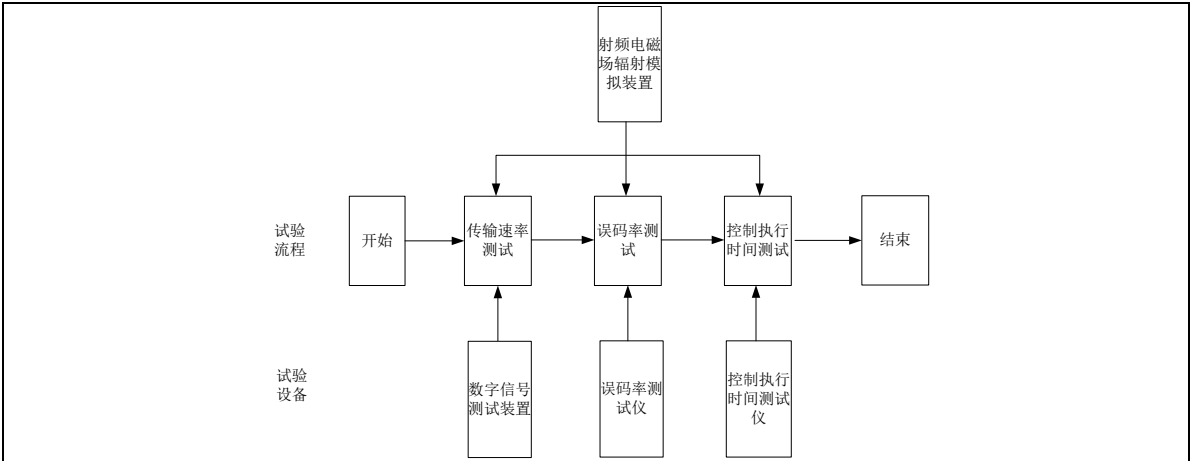 射频电磁
场辐射模
拟装置
试验
流程
开始
传输速率
测试
误码率测
试
控制执行
时间测试
结束
试验
设备
数字信号
测试装置
误码率测
试仪
控制执行
时间测试
仪